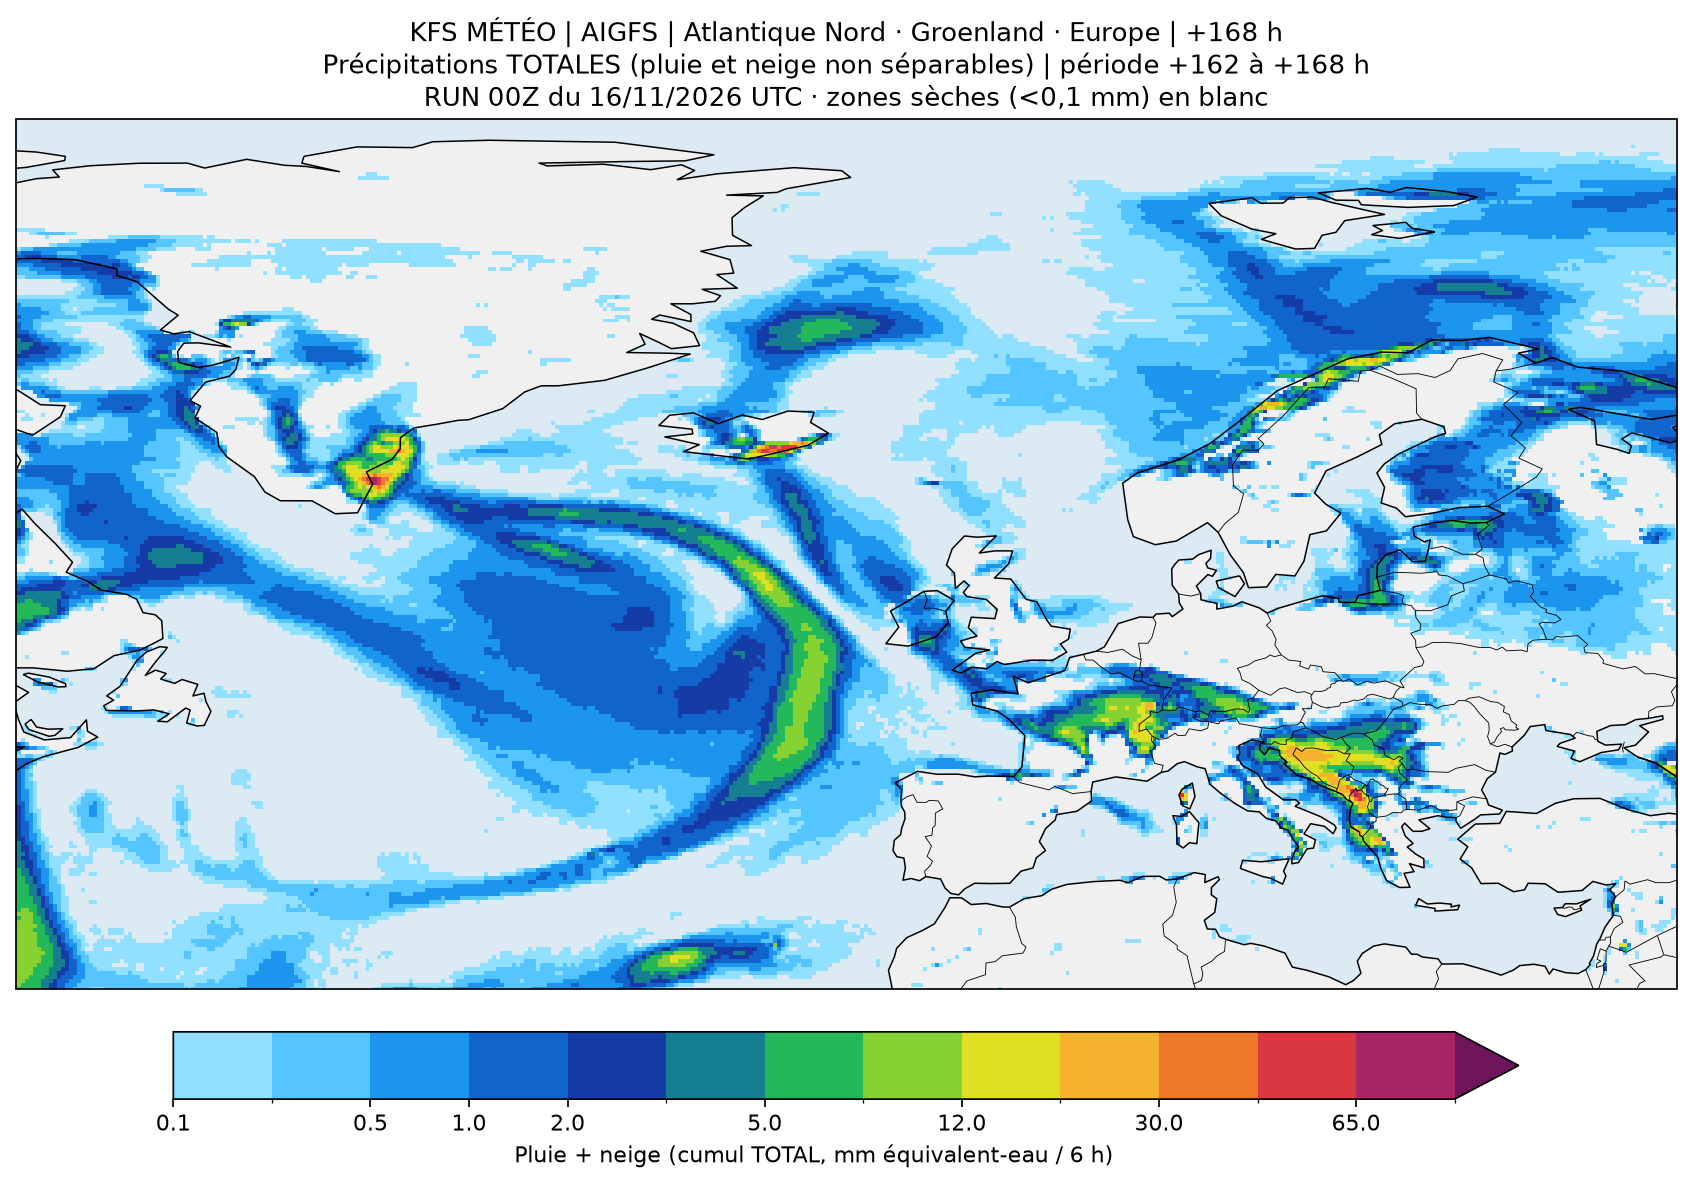 KFS MÉTÉO | AIGFS | Atlantique Nord · Groenland · Europe | +168 h
Précipitations TOTALES (pluie et neige non séparables) | période +162 à +168 h
RUN 00Z du 16/11/2026 UTC · zones sèches (<0,1 mm) en blanc
0.1 0.5 1.0 2.0 5.0 12.0 30.0 65.0
Pluie + neige (cumul TOTAL, mm équivalent-eau / 6 h)